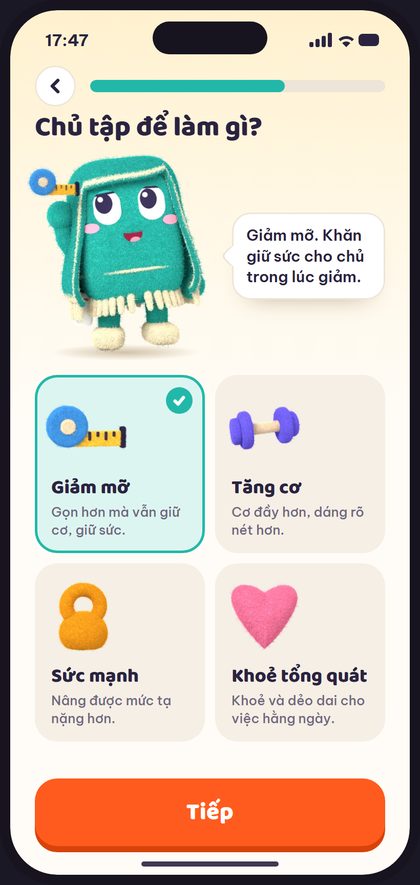 17:47
Chủ tập để làm gì?
Giảm mỡ. Khăn
giữ sức cho chủ
trong lúc giảm.
Giảm mỡ
Gọn hơn mà vẫn giữ
cơ, giữ sức.
Tăng cơ
Cơ đầy hơn, dáng rõ
nét hơn.
Sức mạnh
Nâng được mức tạ
nặng hơn.
Khoẻ tổng quát
Khoẻ và dẻo dai cho
việc hằng ngày.
Tiếp